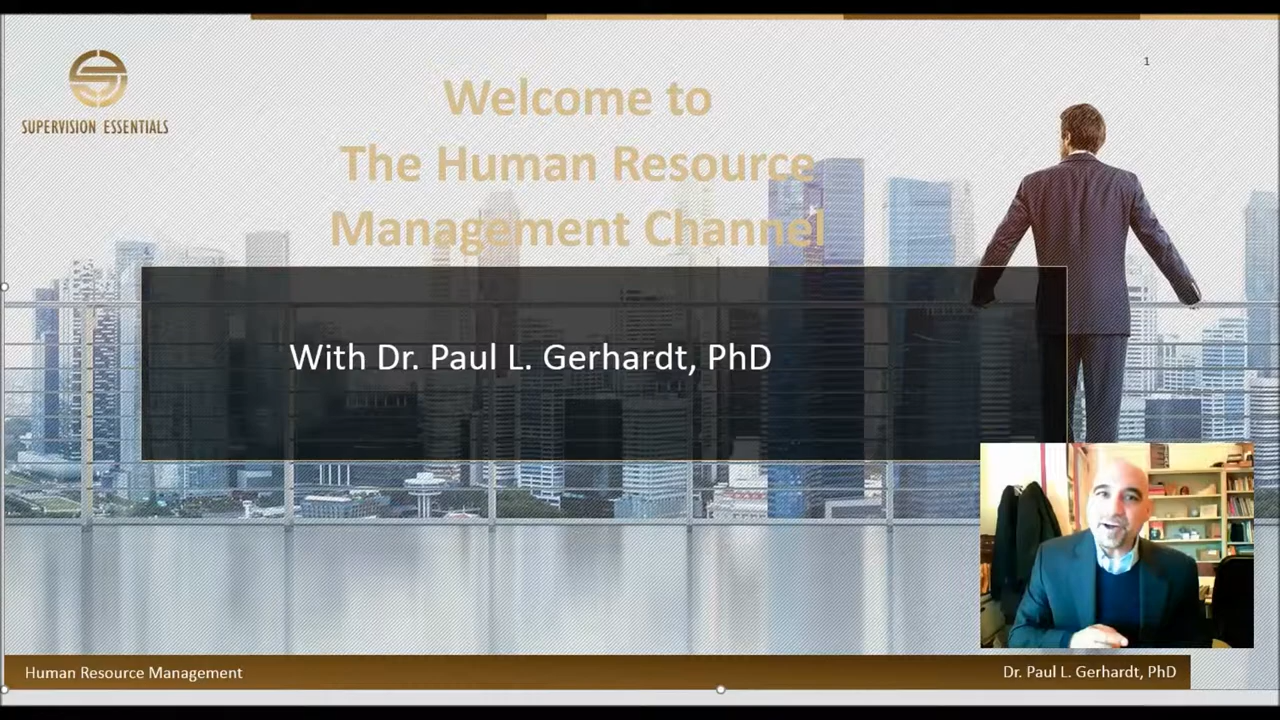 1
SUPERVISION ESSENTIALS
Welcome to
The Human Resource
Management Channel
With Dr. Paul L. Gerhardt, PhD
Human Resource Management
Dr. Paul L. Gerhardt, PhD